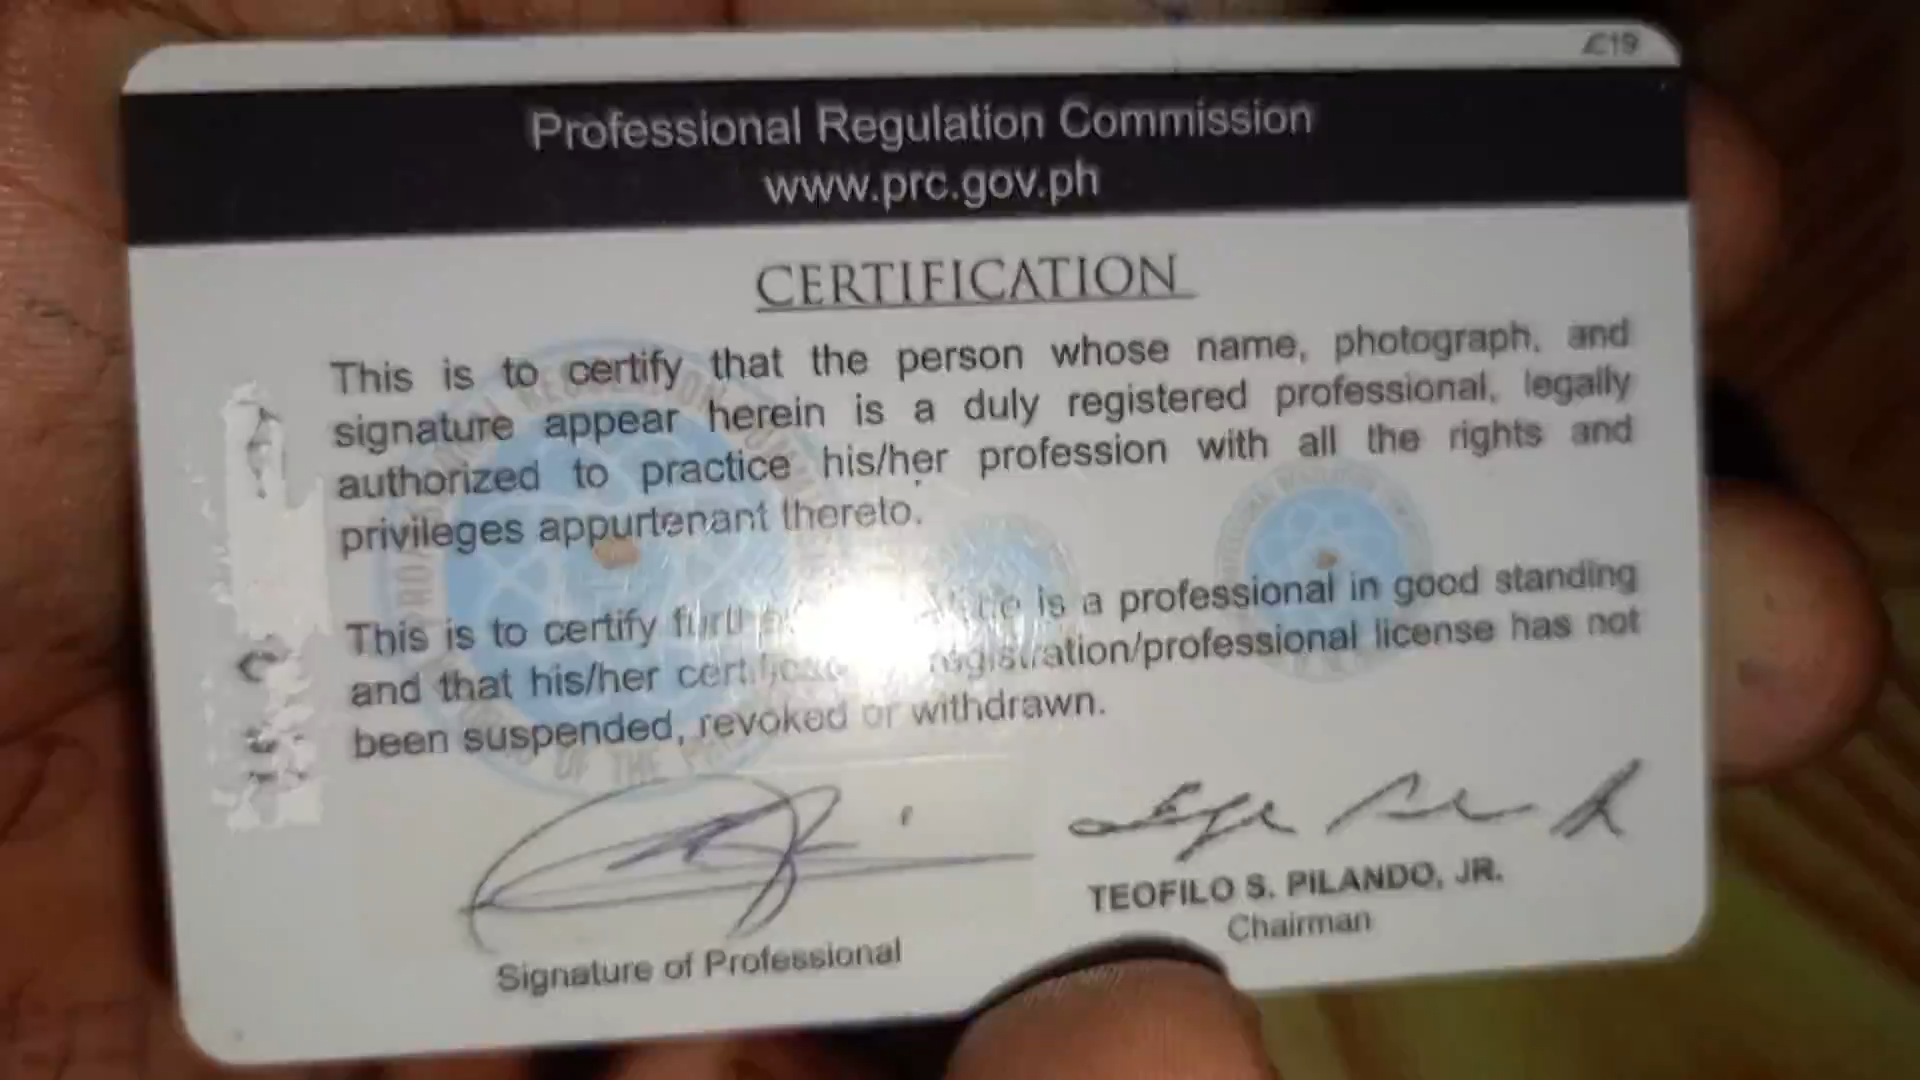 C19
Professional Regulation Commission
www.prc.gov.ph
CERTIFICATION
This is to certify that the person whose name, photograph, and
signature appear herein is a duly registered professional, legally
authorized to practice his/her profession with all the rights and
privileges appurtenant thereto.
This is to certify is a professional in good standing
and that his/her registration/professional license has not
been suspended, revoked or withdrawn.
TEOFILO S. PILANDO, JR.
Chairman
Signature of Professional